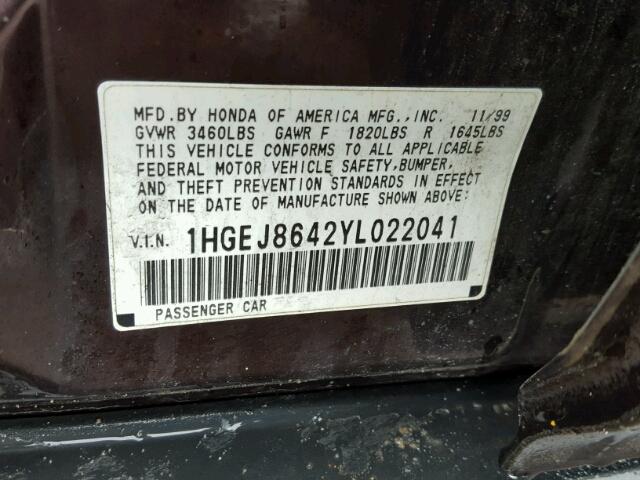 MFD.BY HONDA OF AMERICA MFG.,INC. 11/99
GVWR 3460LBS GAWR F 1820LBS R 1645LBS
THIS VEHICLE CONFORMS TO ALL APPLICABLE
FEDERAL MOTOR VEHICLE SAFETY,BUMPER,
AND THEFT PREVENTION STANDARDS IN EFFECT
ON THE DATE OF MANUFACTURE SHOWN ABOVE.
V.I.N. 1HGEJ8642YL022041
PASSENGER CAR